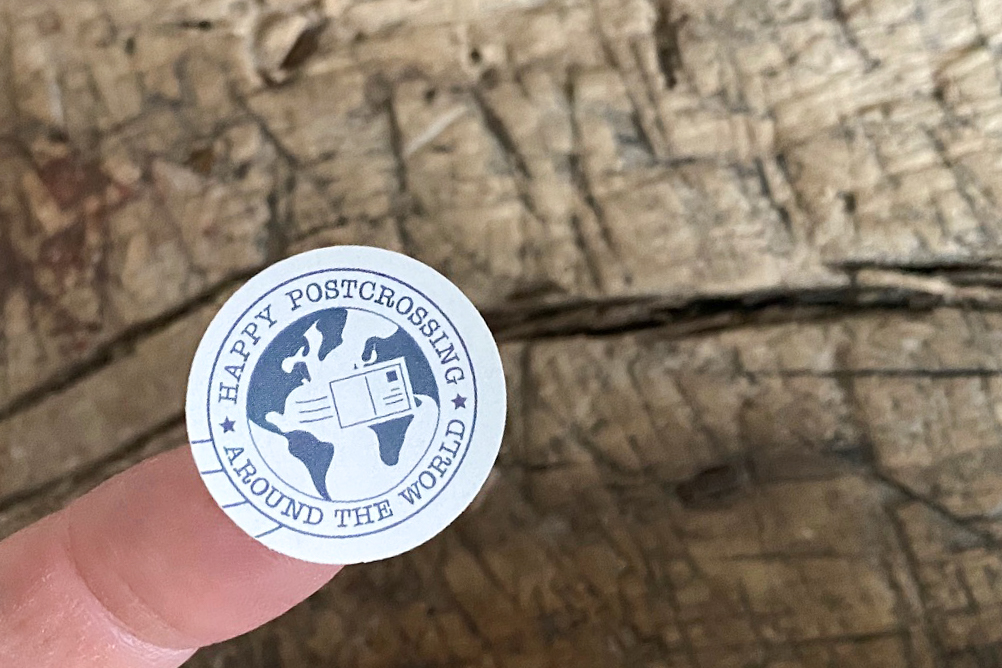 HAPPY POSTCROSSING
AROUND THE WORLD